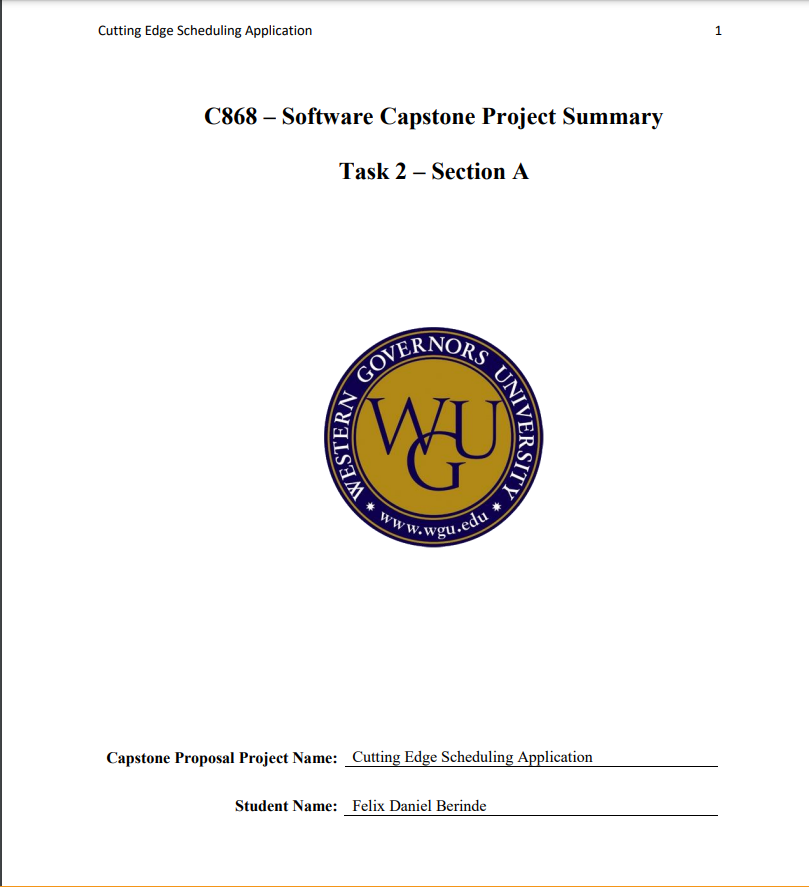 Cutting Edge Scheduling Application 1
C868 – Software Capstone Project Summary
Task 2 – Section A
WESTERN GOVERNORS UNIVERSITY
WGU
* www.wgu.edu *
Capstone Proposal Project Name: Cutting Edge Scheduling Application
Student Name: Felix Daniel Berinde